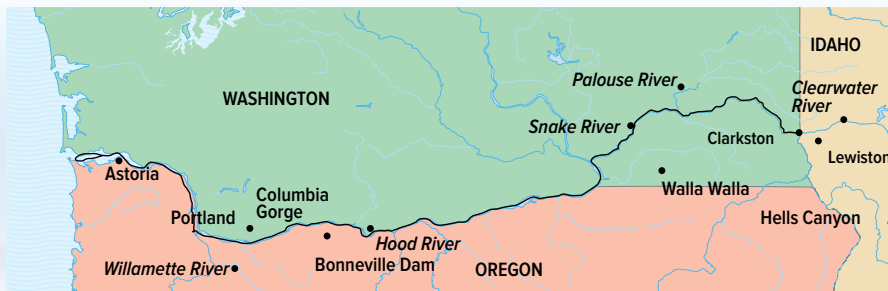 IDAHO
Palouse River
Clearwater
River
WASHINGTON
Snake River
Clarkston
Lewiston
Astoria
Walla Walla
Columbia
Gorge
Portland
Hells Canyon
Hood River
Willamette River
Bonneville Dam
OREGON